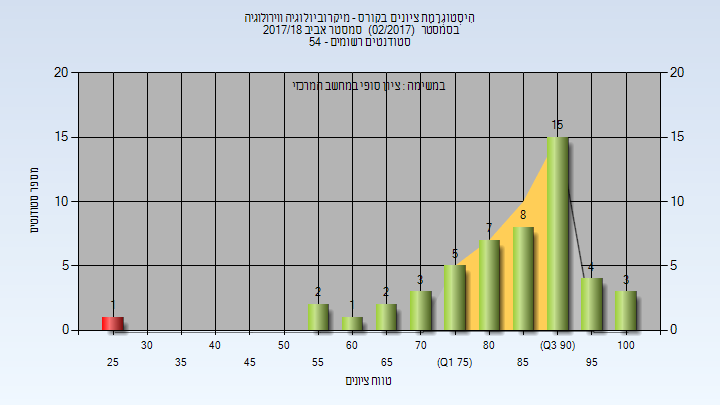 היסטוגרמת ציונים בקורס - מיקרוביולוגיה ווירולוגיה
בסמסטר (02/2017) סמסטר אביב 2017/18
סטודנטים רשומים - 54
במשימה : ציון סופי במחשב המרכזי
מספר סטודנטים
20 20
15 15
10 10
5 5
0 0
1 2 1 2 3 5 7 8 15 4 3
30 40 50 60 70 80 (Q3 90) 100
25 35 45 55 65 (Q1 75) 85 95
טווח ציונים